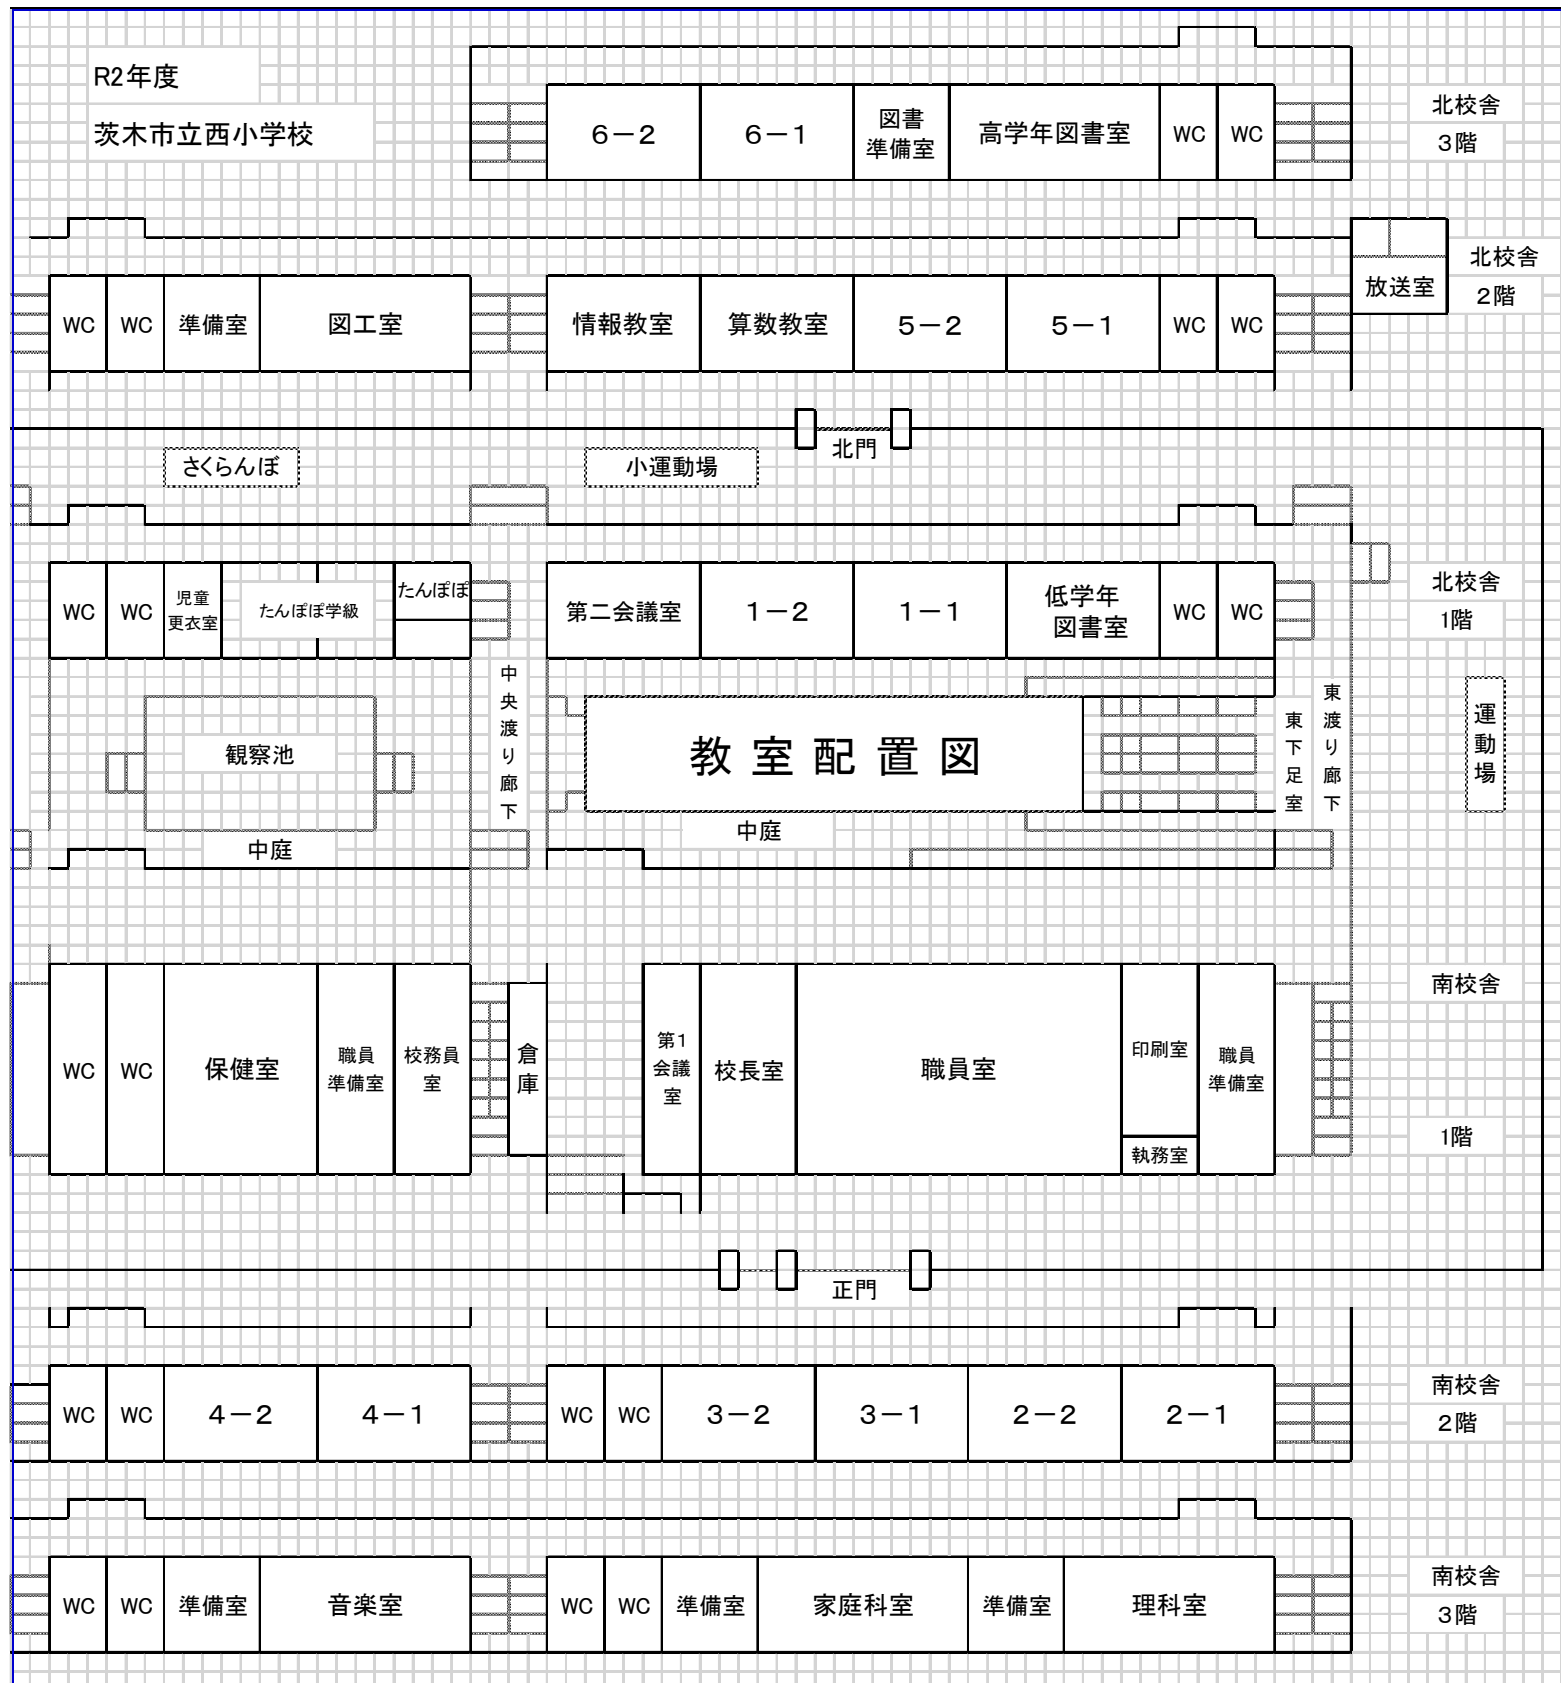 R2年度
茨木市立西小学校
6－2
6－1
図書
準備室
高学年図書室
WC
WC
北校舎
3階
WC
WC
準備室
図工室
情報教室
算数教室
5－2
5－1
WC
WC
放送室
北校舎
2階
北門
さくらんぼ
小運動場
WC
WC
児童
更衣室
たんぽぽ学級
たんぽぽ
第二会議室
1－2
1－1
低学年
図書室
WC
WC
北校舎
1階
観察池
中庭
中央渡り廊下
教室配置図
中庭
東下足室
東渡り廊下
運動場
WC
WC
保健室
職員
準備室
校務員
室
倉庫
第1
会議
室
校長室
職員室
印刷室
執務室
職員
準備室
南校舎
1階
正門
WC
WC
4－2
4－1
WC
WC
3－2
3－1
2－2
2－1
南校舎
2階
WC
WC
準備室
音楽室
WC
WC
準備室
家庭科室
準備室
理科室
南校舎
3階